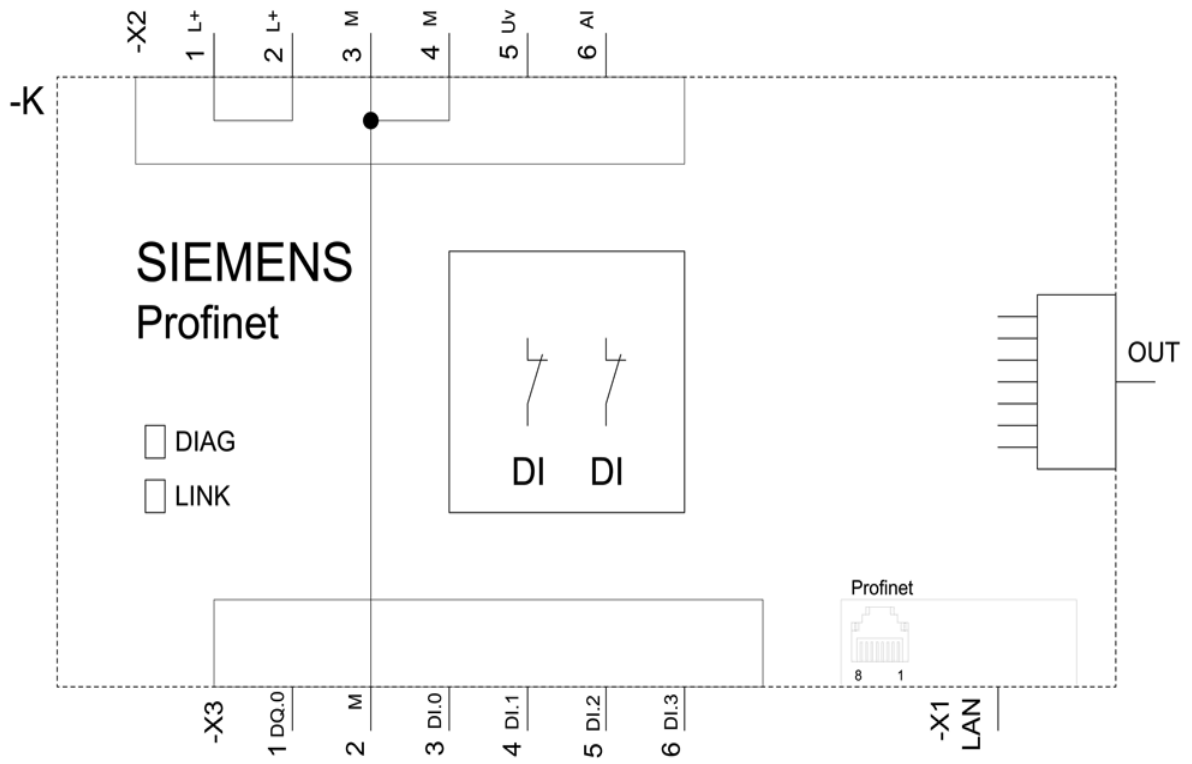 -X2
1 L+
2 L+
3 M
4 M
5 Uv
6 AI
-K
SIEMENS
Profinet
DIAG
LINK
DI DI
OUT
Profinet
8 1
-X3
1 DQ.0
2 M
3 DI.0
4 DI.1
5 DI.2
6 DI.3
-X1
LAN